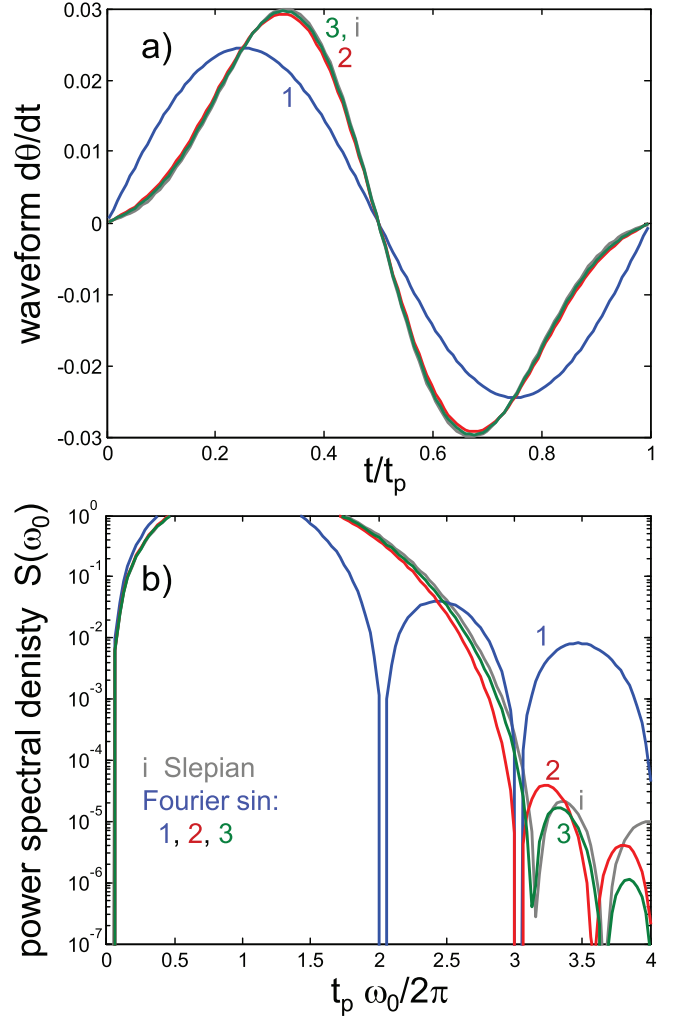 a)
0.03
0.02
0.01
0
-0.01
-0.02
-0.03
waveform dθ/dt
3, i
2
1
0 0.2 0.4 0.6 0.8 1
t/tp
b)
10^0
10^-1
10^-2
10^-3
10^-4
10^-5
10^-6
10^-7
power spectral denisty S(ω0)
1
i Slepian
Fourier sin:
1, 2, 3
2
i
3
0 0.5 1 1.5 2 2.5 3 3.5 4
tp ω0/2π